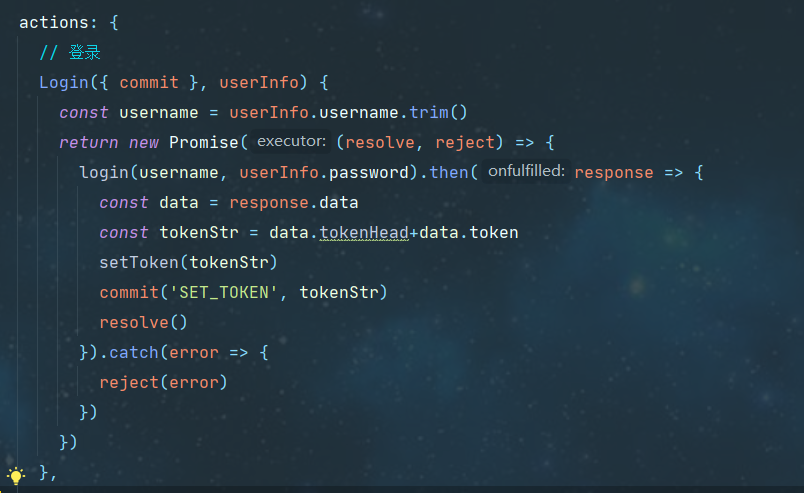 actions: {
// 登录
Login({ commit }, userInfo) {
const username = userInfo.username.trim()
return new Promise( executor: (resolve, reject) => {
login(username, userInfo.password).then( onfulfilled: response => {
const data = response.data
const tokenStr = data.tokenHead+data.token
setToken(tokenStr)
commit('SET_TOKEN', tokenStr)
resolve()
}).catch(error => {
reject(error)
})
})
},